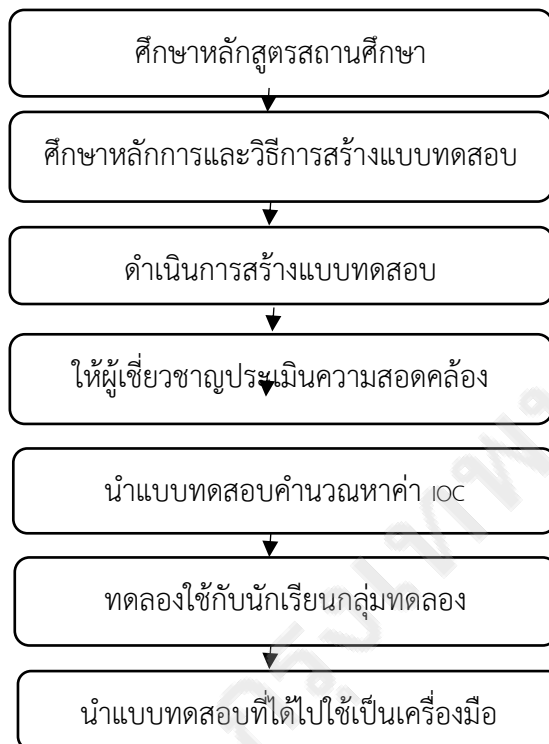 ศึกษาหลักสูตรสถานศึกษา
ศึกษาหลักการและวิธีการสร้างแบบทดสอบ
ดำเนินการสร้างแบบทดสอบ
ให้ผู้เชี่ยวชาญประเมินความสอดคล้อง
นำแบบทดสอบคำนวณหาค่า IOC
ทดลองใช้กับนักเรียนกลุ่มทดลอง
นำแบบทดสอบที่ได้ไปใช้เป็นเครื่องมือ
กรุงเทพ